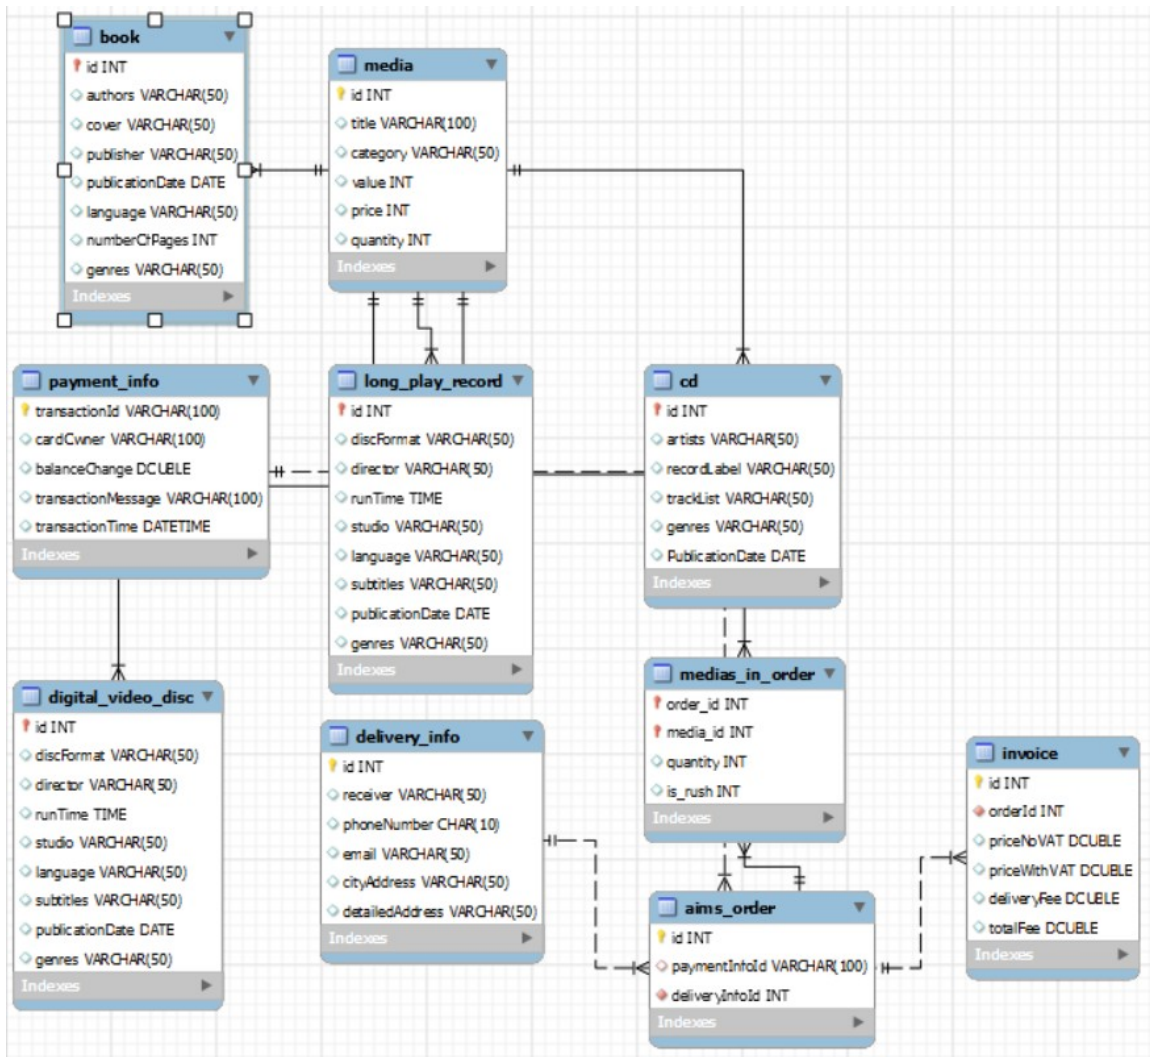 book
id INT
authors VARCHAR(50)
cover VARCHAR(50)
publisher VARCHAR(50)
publicationDate DATE
language VARCHAR(50)
numberOfPages INT
genres VARCHAR(50)
Indexes
media
id INT
title VARCHAR(100)
category VARCHAR(50)
value INT
price INT
quantity INT
Indexes
payment_info
transactionId VARCHAR(100)
cardOwner VARCHAR(100)
balanceChange DOUBLE
transactionMessage VARCHAR(100)
transactionTime DATETIME
Indexes
long_play_record
id INT
discFormat VARCHAR(50)
director VARCHAR(50)
runTime TIME
studio VARCHAR(50)
language VARCHAR(50)
subtitles VARCHAR(50)
publicationDate DATE
genres VARCHAR(50)
Indexes
cd
id INT
artists VARCHAR(50)
recordLabel VARCHAR(50)
trackList VARCHAR(50)
genres VARCHAR(50)
PublicationDate DATE
Indexes
digital_video_disc
id INT
discFormat VARCHAR(50)
director VARCHAR(50)
runTime TIME
studio VARCHAR(50)
language VARCHAR(50)
subtitles VARCHAR(50)
publicationDate DATE
genres VARCHAR(50)
Indexes
delivery_info
id INT
receiver VARCHAR(50)
phoneNumber CHAR(10)
email VARCHAR(50)
cityAddress VARCHAR(50)
detailedAddress VARCHAR(50)
Indexes
medias_in_order
order_id INT
media_id INT
quantity INT
is_rush INT
Indexes
aims_order
id INT
paymentInfoId VARCHAR(100)
deliveryInfoId INT
Indexes
invoice
id INT
orderId INT
priceNoVAT DOUBLE
priceWithVAT DOUBLE
deliveryFee DOUBLE
totalFee DOUBLE
Indexes